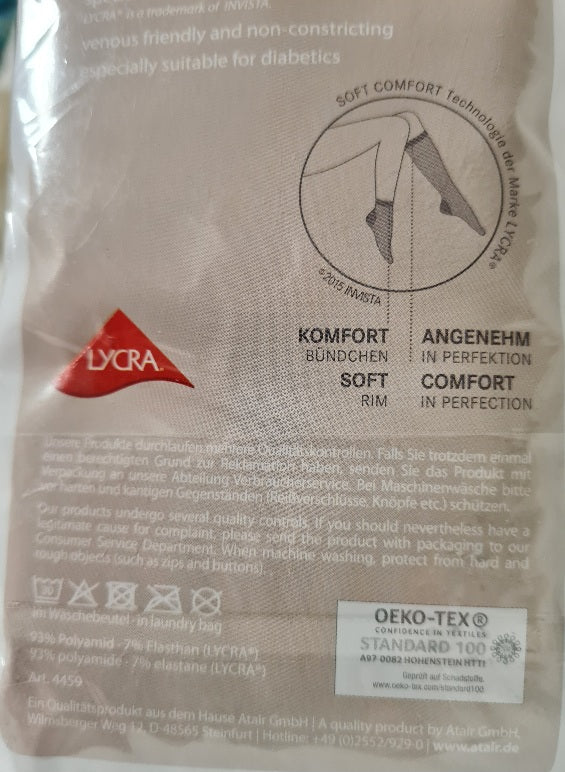 LYCRA® is a trademark of INVISTA.
venous friendly and non-constricting
especially suitable for diabetics
SOFT COMFORT Technologie der Marke LYCRA®
©2015 INVISTA
KOMFORT
BÜNDCHEN
SOFT
RIM
ANGENEHM
IN PERFEKTION
COMFORT
IN PERFECTION
LYCRA®
Unsere Produkte durchlaufen mehrere Qualitätskontrollen. Falls Sie trotzdem einmal
einen berechtigten Grund zur Reklamation haben, senden Sie das Produkt mit
Verpackung an unsere Abteilung Verbraucherservice. Bei Maschinenwäsche bitte
vor harten und kantigen Gegenständen (Reißverschlüsse, Knöpfe etc.) schützen.
Our products undergo several quality controls. If you should nevertheless have a
legitimate cause for complaint, please send the product with packaging to our
Consumer Service Department. When machine washing, protect from hard and
rough objects (such as zips and buttons).
30
im Wäschebeutel · in laundry bag
93% Polyamid · 7% Elasthan (LYCRA®)
93% polyamide · 7% elastane (LYCRA®)
Art. 4459
OEKO-TEX®
CONFIDENCE IN TEXTILES
STANDARD 100
A97-0082 HOHENSTEIN HTTI
Geprüft auf Schadstoffe.
www.oeko-tex.com/standard100
Ein Qualitätsprodukt aus dem Hause Atair GmbH | A quality product by Atair GmbH,
Wilmsberger Weg 12, D-48565 Steinfurt | Hotline: +49 (0)2552/929-0 | www.atair.de